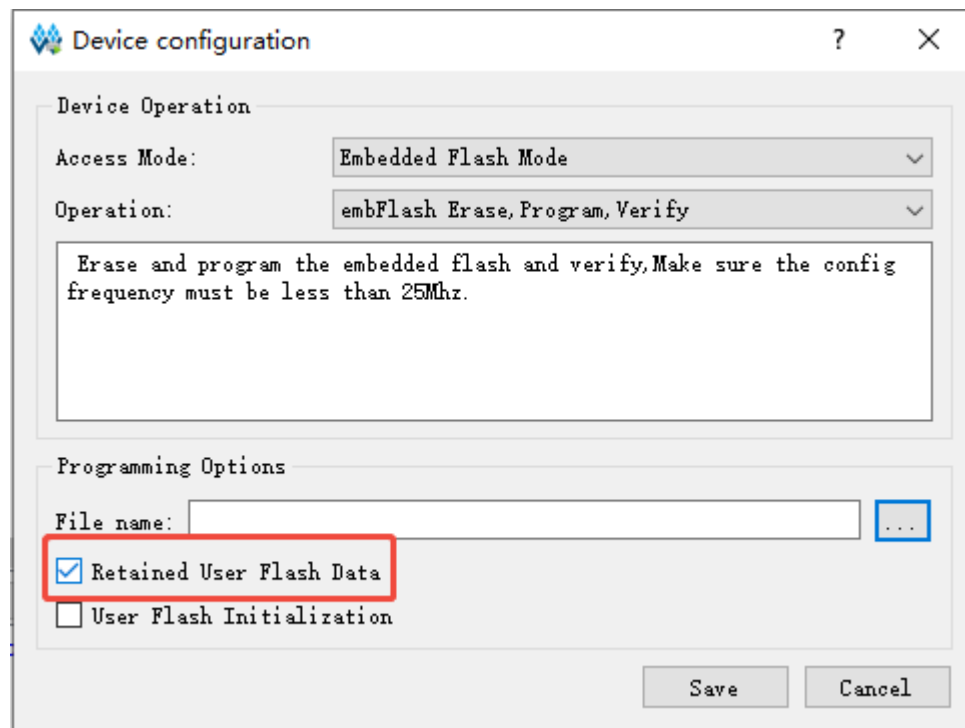 Device configuration
Device Operation
Access Mode:
Embedded Flash Mode
Operation:
embFlash Erase,Program,Verify
Erase and program the embedded flash and verify,Make sure the config
frequency must be less than 25Mhz.
Programming Options
File name:
...
Retained User Flash Data
User Flash Initialization
Save
Cancel